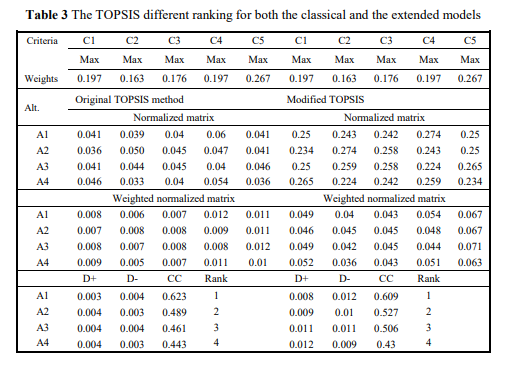 Table 3 The TOPSIS different ranking for both the classical and the extended models
Criteria C1 C2 C3 C4 C5 C1 C2 C3 C4 C5
Max Max Max Max Max Max Max Max Max Max
Weights 0.197 0.163 0.176 0.197 0.267 0.197 0.163 0.176 0.197 0.267
Alt. Original TOPSIS method Modified TOPSIS
Normalized matrix Normalized matrix
A1 0.041 0.039 0.04 0.06 0.041 0.25 0.243 0.242 0.274 0.25
A2 0.036 0.050 0.045 0.047 0.041 0.234 0.274 0.258 0.243 0.25
A3 0.041 0.044 0.045 0.04 0.046 0.25 0.259 0.258 0.224 0.265
A4 0.046 0.033 0.04 0.054 0.036 0.265 0.224 0.242 0.259 0.234
Weighted normalized matrix Weighted normalized matrix
A1 0.008 0.006 0.007 0.012 0.011 0.049 0.04 0.043 0.054 0.067
A2 0.007 0.008 0.008 0.009 0.011 0.046 0.045 0.045 0.048 0.067
A3 0.008 0.007 0.008 0.008 0.012 0.049 0.042 0.045 0.044 0.071
A4 0.009 0.005 0.007 0.011 0.01 0.052 0.036 0.043 0.051 0.063
D+ D- CC Rank D+ D- CC Rank
A1 0.003 0.004 0.623 1 0.008 0.012 0.609 1
A2 0.004 0.003 0.489 2 0.009 0.01 0.527 2
A3 0.004 0.004 0.461 3 0.011 0.011 0.506 3
A4 0.004 0.003 0.443 4 0.012 0.009 0.43 4